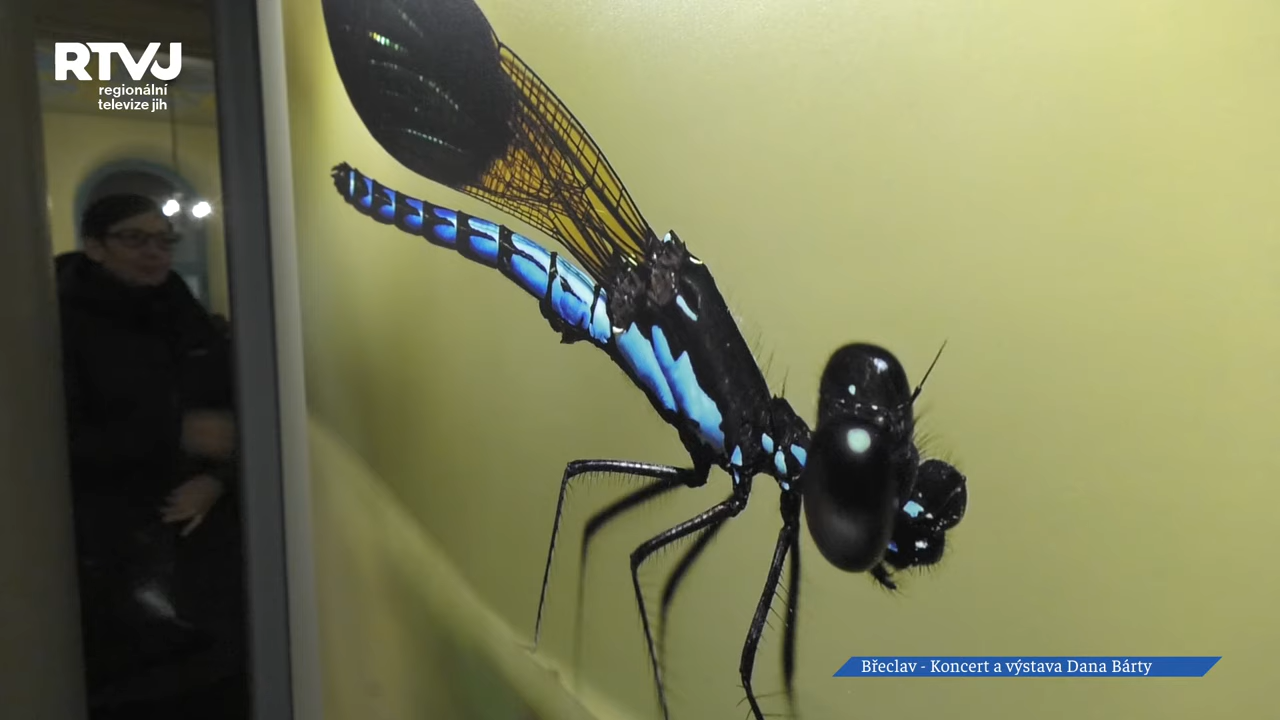 RTVJ
regionální
televize jih
Břeclav - Koncert a výstava Dana Bárty